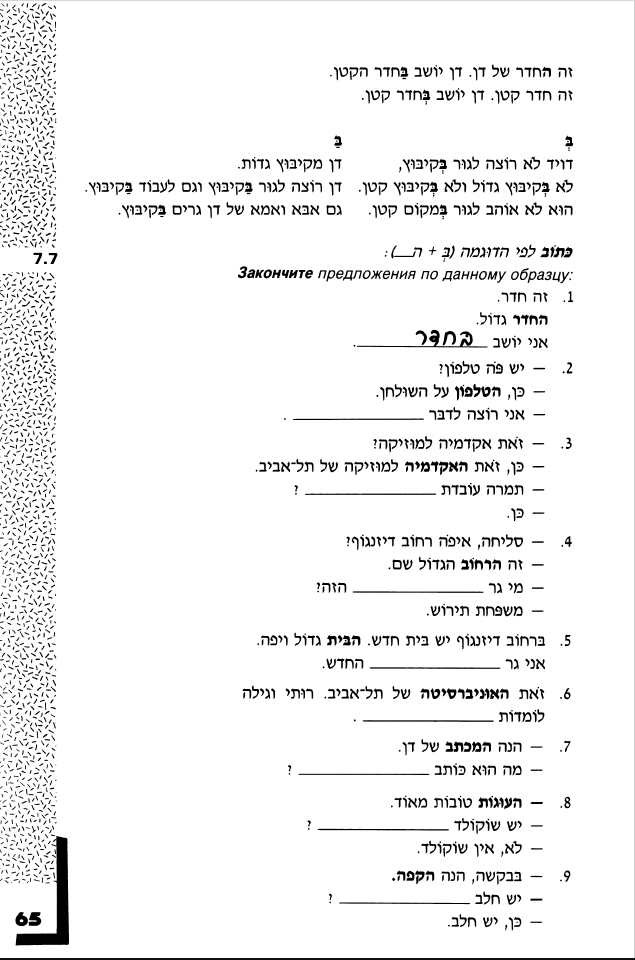 זה החדר של דן. דן יושב בַּחדר הקטן.
זה חדר קטן. דן יושב בְּחדר קטן.
בְּ
דויד לא רוצה לגור בְּקיבוץ,
לא בְּקיבוץ גדול ולא בְּקיבוץ קטן.
הוא לא אוהב לגור בְּמקום קטן.
בַּ
דן מקיבוץ גדות.
דן רוצה לגור בַּקיבוץ וגם לעבוד בַּקיבוץ.
גם אבא ואמא של דן גרים בַּקיבוץ.
7.7
כתוב לפי הדוגמה (בְּ + ה__):
Закончите предложения по данному образцу:
1. זה חדר.
החדר גדול.
אני יושב בחדר ________.
2. — יש פה טלפון?
— כן, הטלפון על השולחן.
— אני רוצה לדבר ________ .
3. — זאת אקדמיה למוזיקה?
— כן, זאת האקדמיה למוזיקה של תל־אביב.
— תמרה עובדת ________ ?
— כן.
4. — סליחה, איפה רחוב דיזנגוף?
— זה הרחוב הגדול שם.
— מי גר ________ הזה?
— משפחת תירוש.
5. ברחוב דיזנגוף יש בית חדש. הבית גדול ויפה.
אני גר ________ החדש.
6. זאת האוניברסיטה של תל־אביב. רותי וגילה
לומדות ________ .
7. — הנה המכתב של דן.
— מה הוא כותב ________ ?
8. — העוגות טובות מאוד.
— יש שוקולד ________ ?
— לא, אין שוקולד.
9. — בבקשה, הנה הקפה.
— יש חלב ________ ?
— כן, יש חלב.
65